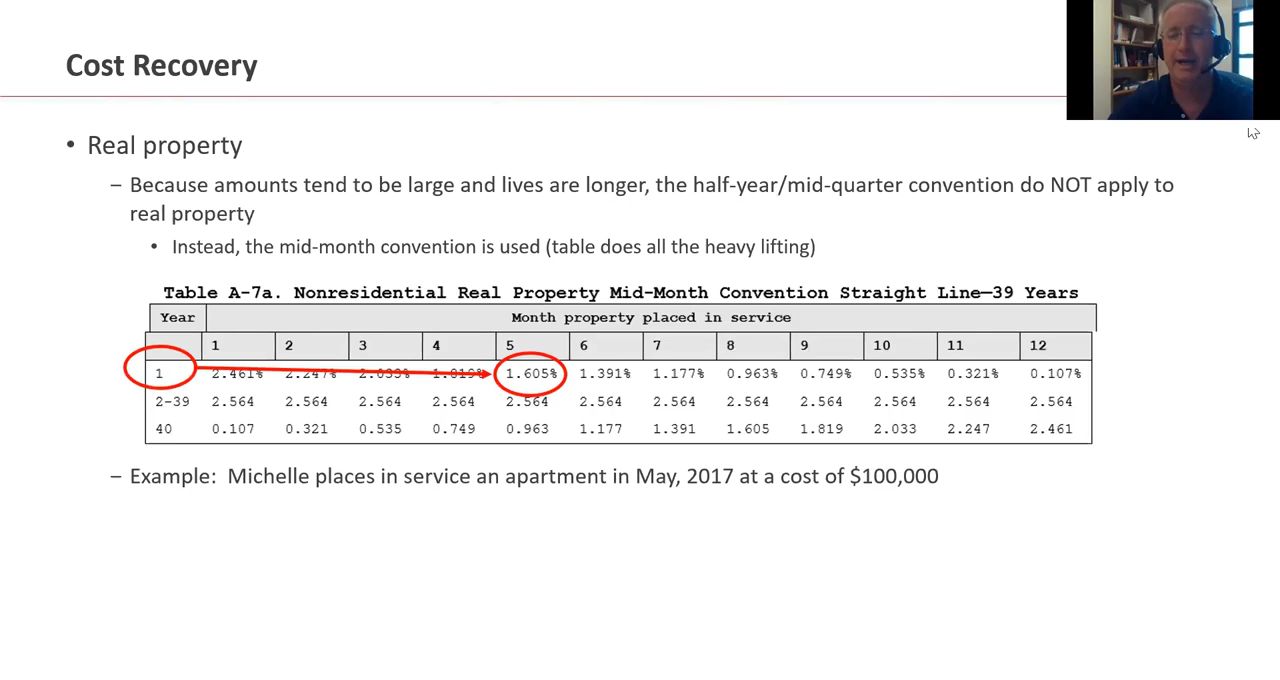 Cost Recovery
• Real property
– Because amounts tend to be large and lives are longer, the half-year/mid-quarter convention do NOT apply to
real property
• Instead, the mid-month convention is used (table does all the heavy lifting)
Table A-7a. Nonresidential Real Property Mid-Month Convention Straight Line—39 Years
Year Month property placed in service
1 2 3 4 5 6 7 8 9 10 11 12
1 2.461% 2.247% 2.033% 1.819% 1.605% 1.391% 1.177% 0.963% 0.749% 0.535% 0.321% 0.107%
2-39 2.564 2.564 2.564 2.564 2.564 2.564 2.564 2.564 2.564 2.564 2.564 2.564
40 0.107 0.321 0.535 0.749 0.963 1.177 1.391 1.605 1.819 2.033 2.247 2.461
– Example: Michelle places in service an apartment in May, 2017 at a cost of $100,000